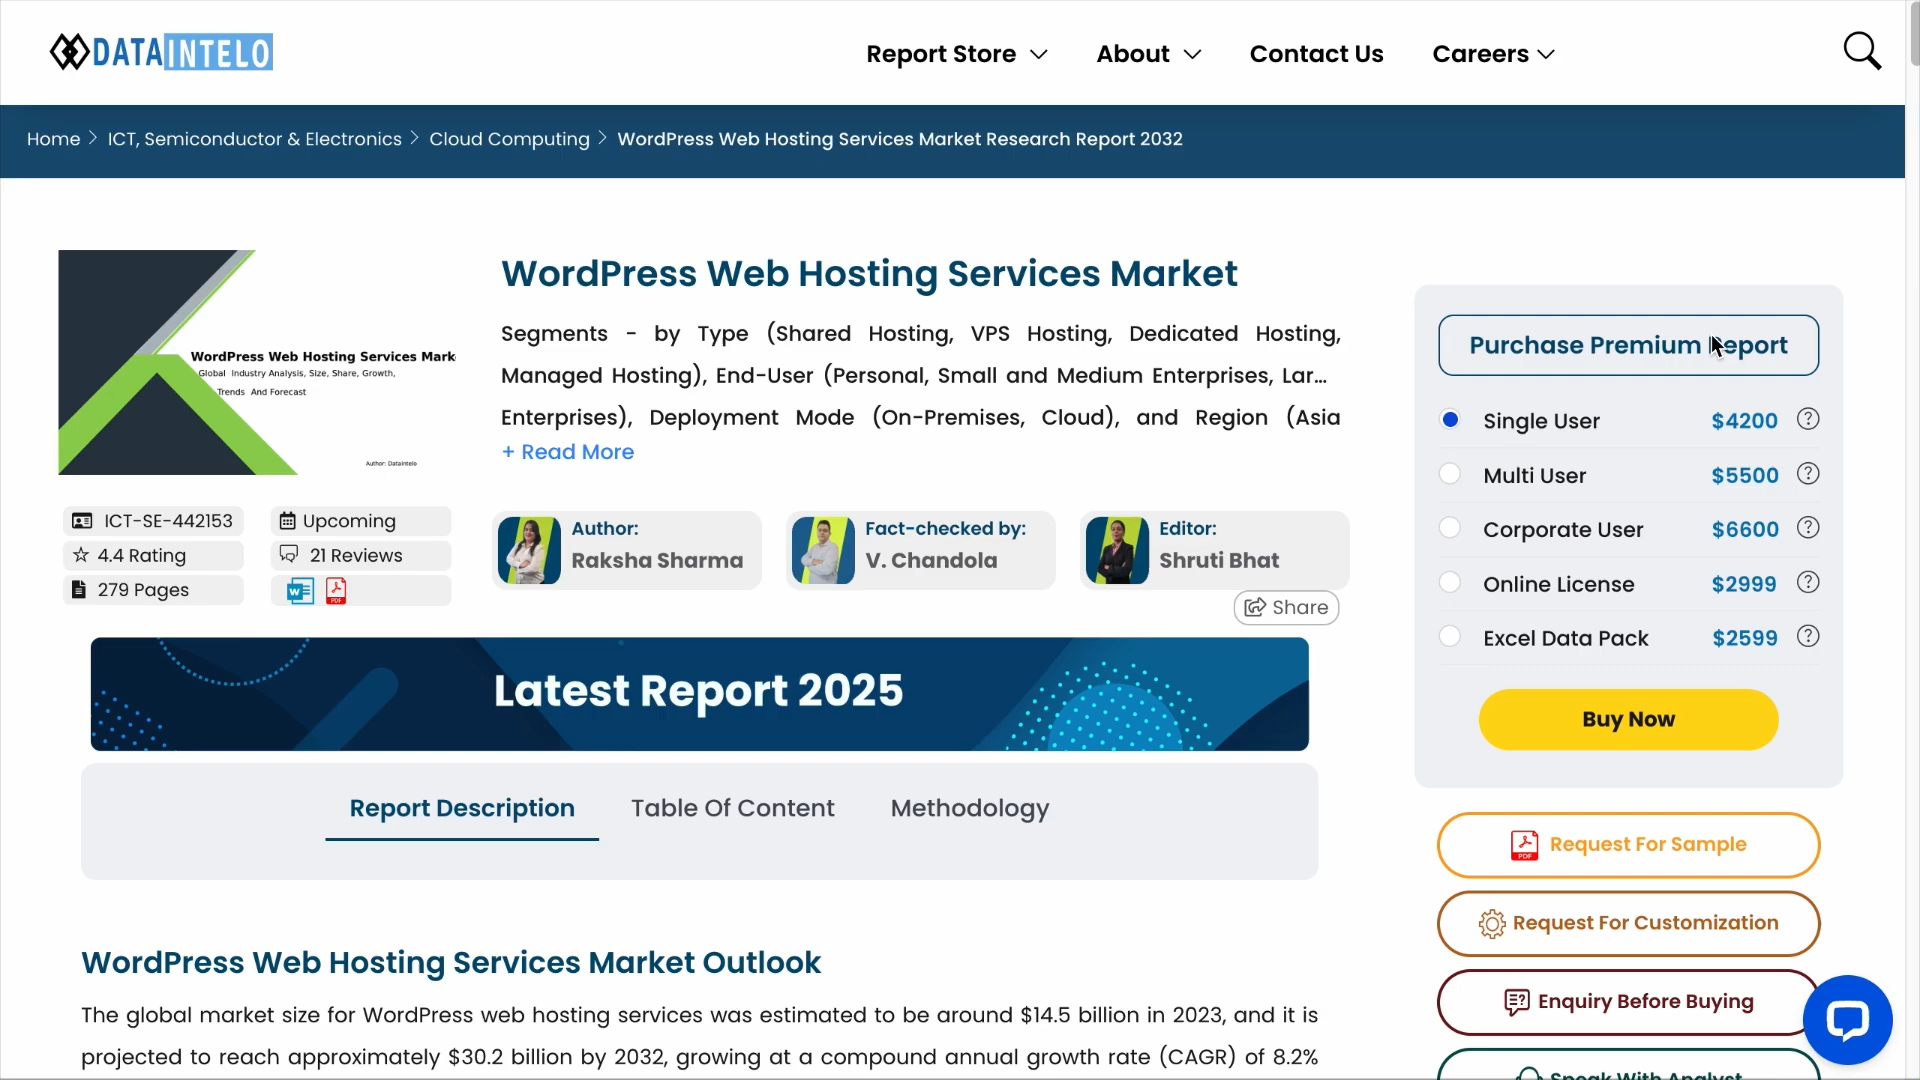 DATAINTELO
Report Store
About
Contact Us
Careers
Home > ICT, Semiconductor & Electronics > Cloud Computing > WordPress Web Hosting Services Market Research Report 2032
WordPress Web Hosting Services Mark
Global Industry Analysis, Size, Share, Growth,
Trends And Forecast
Author: Dataintelo
WordPress Web Hosting Services Market
Segments - by Type (Shared Hosting, VPS Hosting, Dedicated Hosting,
Managed Hosting), End-User (Personal, Small and Medium Enterprises, Lar...
Enterprises), Deployment Mode (On-Premises, Cloud), and Region (Asia
+ Read More
ICT-SE-442153
Upcoming
4.4 Rating
21 Reviews
279 Pages
Author:
Raksha Sharma
Fact-checked by:
V. Chandola
Editor:
Shruti Bhat
Share
Latest Report 2025
Report Description
Table Of Content
Methodology
WordPress Web Hosting Services Market Outlook
The global market size for WordPress web hosting services was estimated to be around $14.5 billion in 2023, and it is
projected to reach approximately $30.2 billion by 2032, growing at a compound annual growth rate (CAGR) of 8.2%
Purchase Premium Report
Single User $4200
Multi User $5500
Corporate User $6600
Online License $2999
Excel Data Pack $2599
Buy Now
Request For Sample
Request For Customization
Enquiry Before Buying
Speak With Analyst